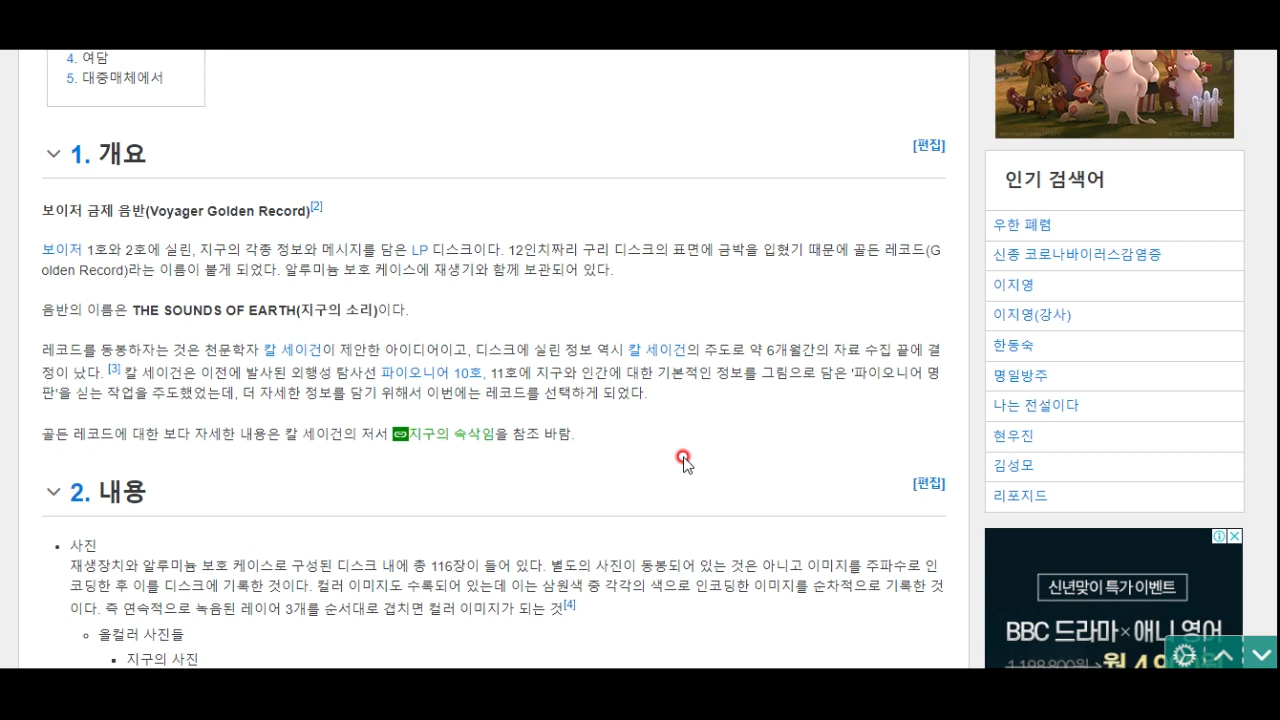 4. 여담
5. 대중매체에서
1. 개요
[편집]
보이저 금제 음반(Voyager Golden Record)[2]
보이저 1호와 2호에 실린, 지구의 각종 정보와 메시지를 담은 LP 디스크이다. 12인치짜리 구리 디스크의 표면에 금박을 입혔기 때문에 골든 레코드(G
olden Record)라는 이름이 붙게 되었다. 알루미늄 보호 케이스에 재생기와 함께 보관되어 있다.
음반의 이름은 THE SOUNDS OF EARTH(지구의 소리)이다.
레코드를 동봉하자는 것은 천문학자 칼 세이건이 제안한 아이디어이고, 디스크에 실린 정보 역시 칼 세이건의 주도로 약 6개월간의 자료 수집 끝에 결
정이 났다. [3] 칼 세이건은 이전에 발사된 외행성 탐사선 파이오니어 10호, 11호에 지구와 인간에 대한 기본적인 정보를 그림으로 담은 '파이오니어 명
판'을 싣는 작업을 주도했었는데, 더 자세한 정보를 담기 위해서 이번에는 레코드를 선택하게 되었다.
골든 레코드에 대한 보다 자세한 내용은 칼 세이건의 저서 지구의 속삭임을 참조 바람.
2. 내용
[편집]
사진
재생장치와 알루미늄 보호 케이스로 구성된 디스크 내에 총 116장이 들어 있다. 별도의 사진이 동봉되어 있는 것은 아니고 이미지를 주파수로 인
코딩한 후 이를 디스크에 기록한 것이다. 컬러 이미지도 수록되어 있는데 이는 삼원색 중 각각의 색으로 인코딩한 이미지를 순차적으로 기록한 것
이다. 즉 연속적으로 녹음된 레이어 3개를 순서대로 겹치면 컬러 이미지가 되는 것[4]
올컬러 사진들
지구의 사진
인기 검색어
우한 폐렴
신종 코로나바이러스감염증
이지영
이지영(강사)
한동숙
명일방주
나는 전설이다
현우진
김성모
리포지드
신년맞이 특가 이벤트
BBC 드라마×애니 영어
1,198,800원 > 월 4